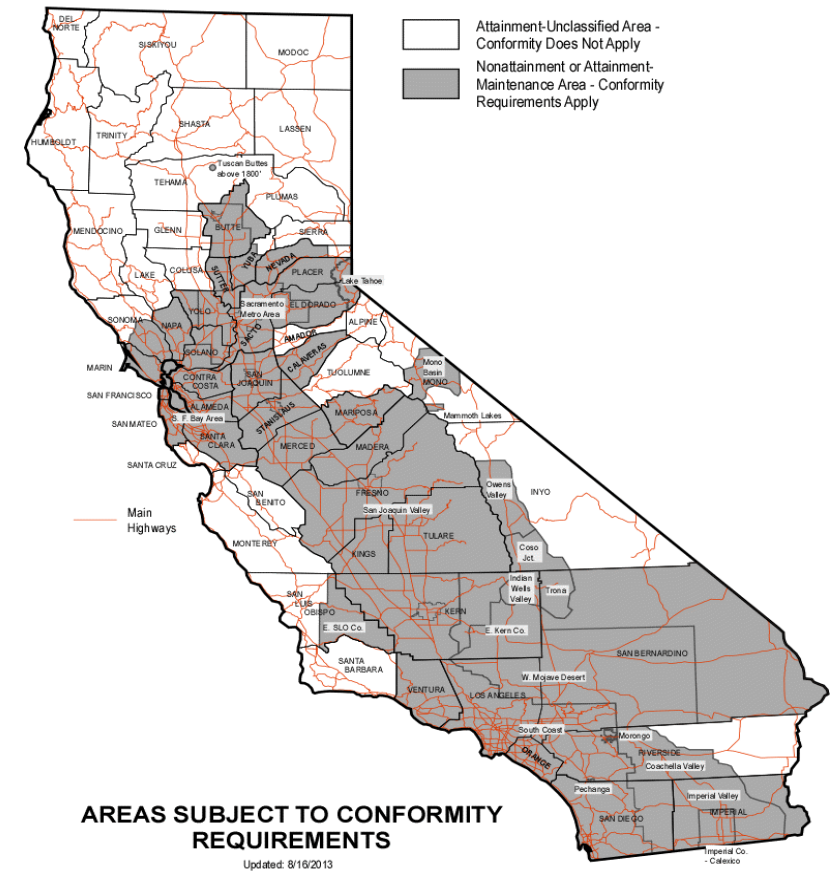 Attainment-Unclassified Area -
Conformity Does Not Apply
Nonattainment or Attainment-
Maintenance Area - Conformity
Requirements Apply
DEL
NORTE
SISKIYOU
MODOC
HUMBOLDT
TRINITY
SHASTA
LASSEN
Tuscan Buttes
above 1800'
TEHAMA
PLUMAS
MENDOCINO
GLENN
BUTTE
SIERRA
LAKE
COLUSA
SUTTER
YUBA
NEVADA
PLACER
Lake Tahoe
SONOMA
NAPA
YOLO
Sacramento
Metro Area
EL DORADO
ALPINE
SOLANO
SACTO
AMADOR
CALAVERAS
TUOLUMNE
Mono
Basin
MONO
MARIN
CONTRA
COSTA
SAN
JOAQUIN
SAN FRANCISCO
ALAMEDA
S. F. Bay Area
STANISLAUS
MARIPOSA
Mammoth Lakes
SAN MATEO
SANTA
CLARA
MERCED
MADERA
SANTA CRUZ
SAN
BENITO
FRESNO
Owens
Valley
INYO
San Joaquin Valley
Main
Highways
MONTEREY
KINGS
TULARE
Coso
Jct.
SAN
LUIS
OBISPO
Indian
Wells
Valley
Trona
KERN
E. SLO Co.
E. Kern Co.
SAN BERNARDINO
SANTA
BARBARA
W. Mojave Desert
VENTURA
LOS ANGELES
South Coast
Morongo
ORANGE
RIVERSIDE
Coachella Valley
Pechanga
Imperial Valley
IMPERIAL
SAN DIEGO
Imperial Co.
- Calexico
AREAS SUBJECT TO CONFORMITY
REQUIREMENTS
Updated: 8/16/2013